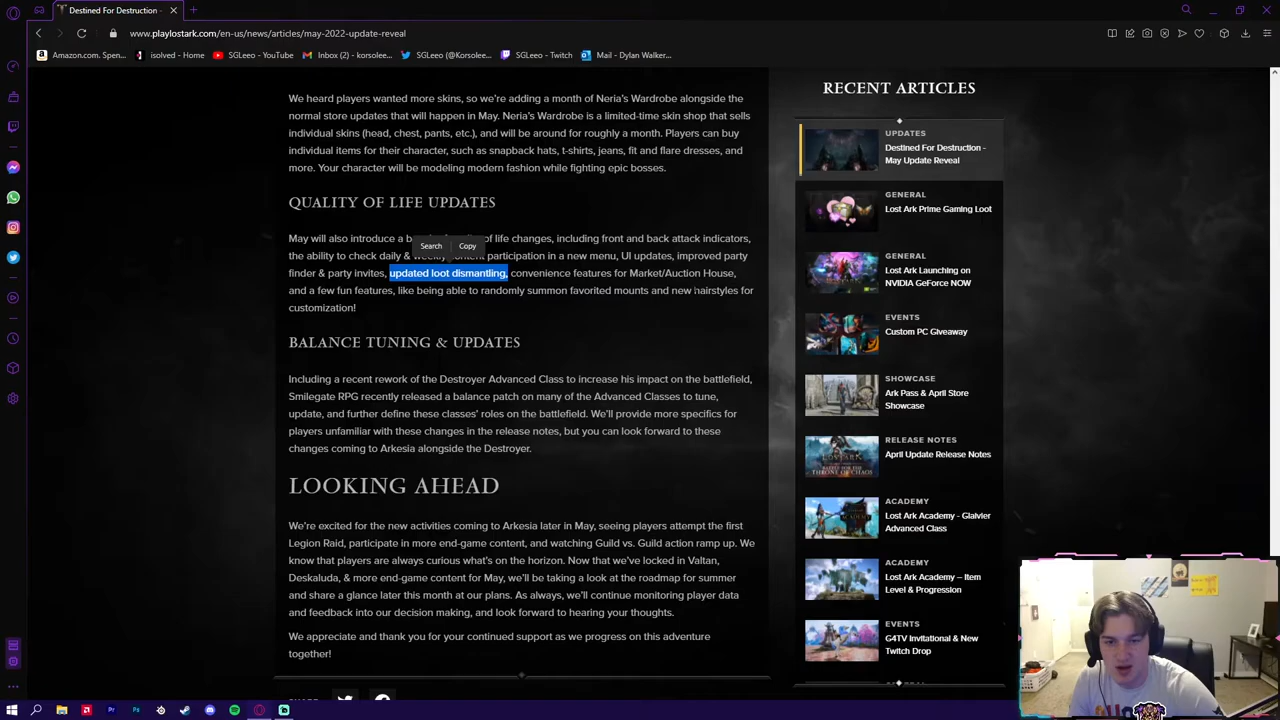 Destined For Destruction -
www.playlostark.com/en-us/news/articles/may-2022-update-reveal
Amazon.com. Spen...
isolved - Home
SGLeeo - YouTube
Inbox (2) - korsolee...
SGLeeo (@Korsolee...
SGLeeo - Twitch
Mail - Dylan Walker...
We heard players wanted more skins, so we're adding a month of Neria's Wardrobe alongside the
normal store updates that will happen in May. Neria's Wardrobe is a limited-time skin shop that sells
individual skins (head, chest, pants, etc.), and will be around for roughly a month. Players can buy
individual items for their character, such as snapback hats, t-shirts, jeans, fit and flare dresses, and
more. Your character will be modeling modern fashion while fighting epic bosses.
QUALITY OF LIFE UPDATES
May will also introduce a b of life changes, including front and back attack indicators,
Search
Copy
the ability to check daily & weekly content participation in a new menu, UI updates, improved party
finder & party invites, updated loot dismantling, convenience features for Market/Auction House,
and a few fun features, like being able to randomly summon favorited mounts and new hairstyles for
customization!
BALANCE TUNING & UPDATES
Including a recent rework of the Destroyer Advanced Class to increase his impact on the battlefield,
Smilegate RPG recently released a balance patch on many of the Advanced Classes to tune,
update, and further define these classes' roles on the battlefield. We'll provide more specifics for
players unfamiliar with these changes in the release notes, but you can look forward to these
changes coming to Arkesia alongside the Destroyer.
LOOKING AHEAD
We're excited for the new activities coming to Arkesia later in May, seeing players attempt the first
Legion Raid, participate in more end-game content, and watching Guild vs. Guild action ramp up. We
know that players are always curious what's on the horizon. Now that we've locked in Valtan,
Deskaluda, & more end-game content for May, we'll be taking a look at the roadmap for summer
and share a glance later this month at our plans. As always, we'll continue monitoring player data
and feedback into our decision making, and look forward to hearing your thoughts.
We appreciate and thank you for your continued support as we progress on this adventure
together!
RECENT ARTICLES
UPDATES
Destined For Destruction -
May Update Reveal
GENERAL
Lost Ark Prime Gaming Loot
GENERAL
Lost Ark Launching on
NVIDIA GeForce NOW
EVENTS
Custom PC Giveaway
SHOWCASE
Ark Pass & April Store
Showcase
RELEASE NOTES
April Update Release Notes
ACADEMY
Lost Ark Academy - Glaivier
Advanced Class
ACADEMY
Lost Ark Academy – Item
Level & Progression
EVENTS
G4TV Invitational & New
Twitch Drop